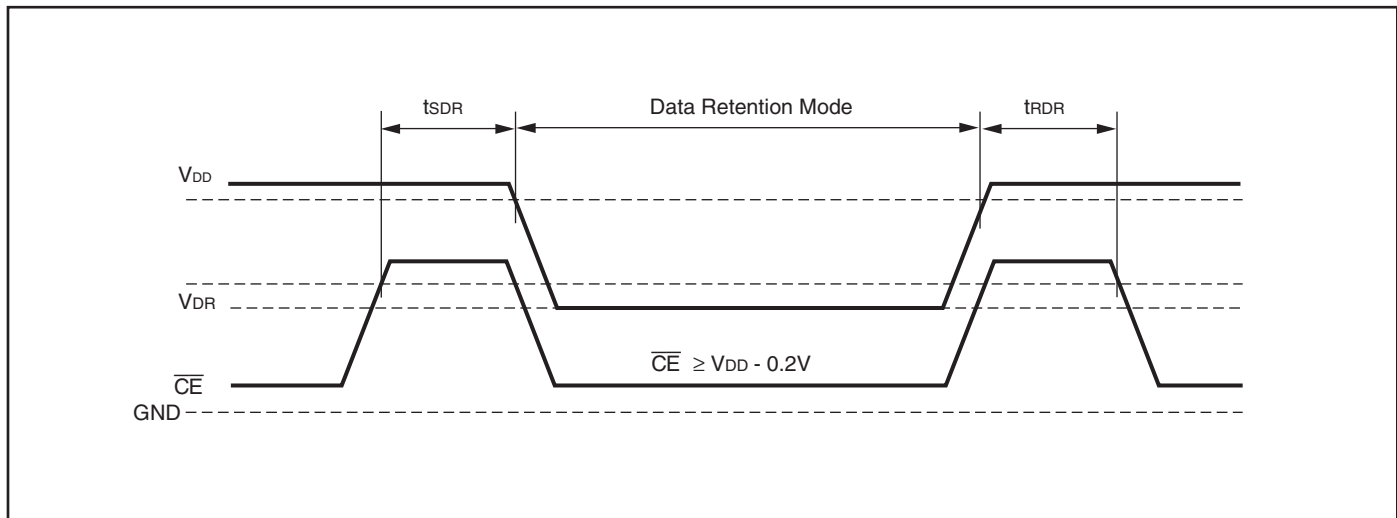 tSDR Data Retention Mode tRDR
VDD
VDR
CE ≥ VDD - 0.2V
CE
GND